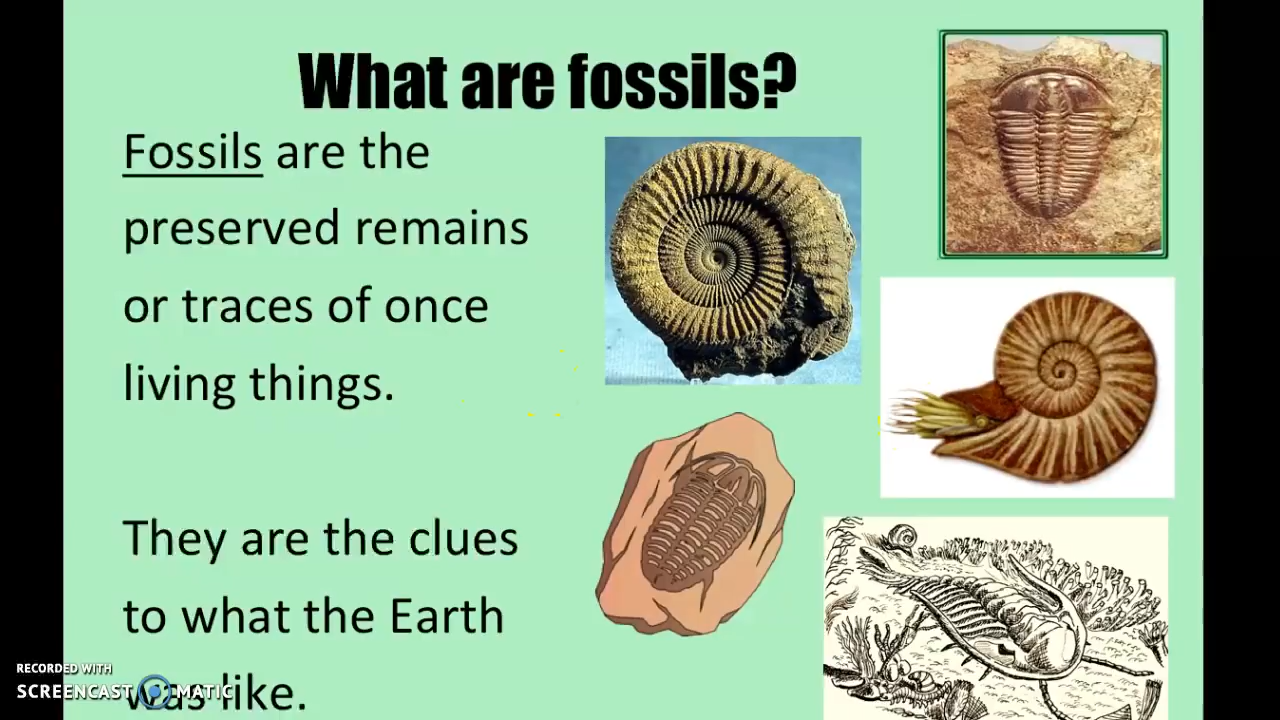 What are fossils?
Fossils are the
preserved remains
or traces of once
living things.
They are the clues
to what the Earth
was like.
RECORDED WITH
SCREENCAST MATIC